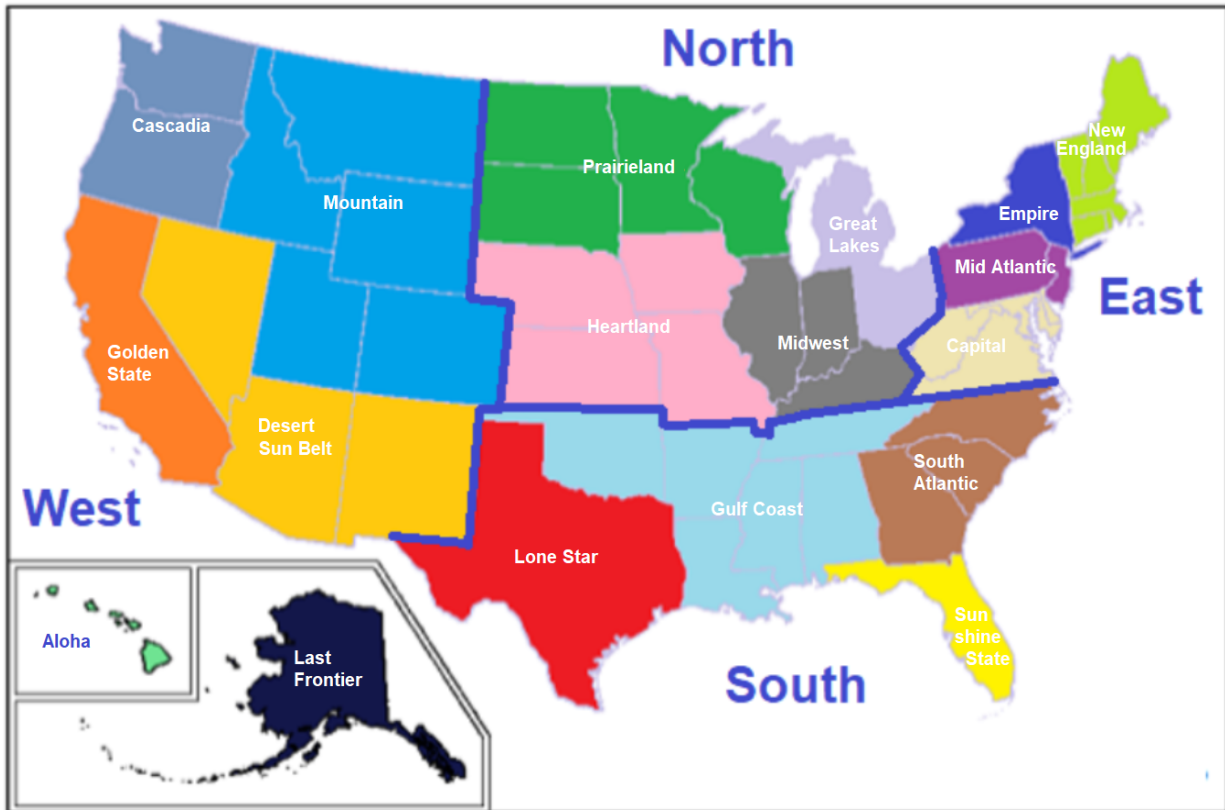 North
New
England
Cascadia
Prairieland
Mountain
Great
Lakes
Empire
Mid Atlantic
East
Heartland
Midwest
Capital
Golden
State
Desert
Sun Belt
South
Atlantic
West
Gulf Coast
Lone Star
Sun
shine
State
Aloha
Last
Frontier
South